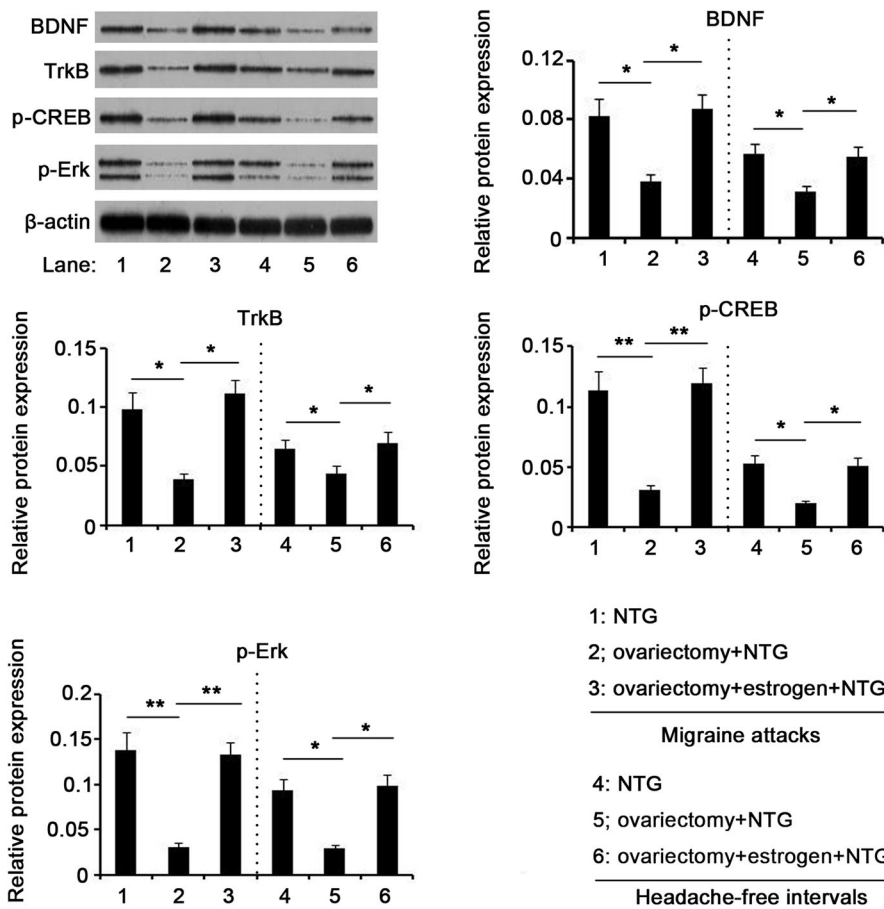 BDNF
TrkB
p-CREB
p-Erk
β-actin
Lane: 1 2 3 4 5 6
BDNF
Relative protein expression
0.12
0.08
0.04
0
* * * *
1 2 3 4 5 6
TrkB
Relative protein expression
0.15
0.1
0.05
0
* * * *
1 2 3 4 5 6
p-CREB
Relative protein expression
0.15
0.1
0.05
0
** ** * *
1 2 3 4 5 6
p-Erk
Relative protein expression
0.2
0.15
0.1
0.05
0
** ** * *
1 2 3 4 5 6
1: NTG
2; ovariectomy+NTG
3: ovariectomy+estrogen+NTG
Migraine attacks
4: NTG
5; ovariectomy+NTG
6: ovariectomy+estrogen+NTG
Headache-free intervals